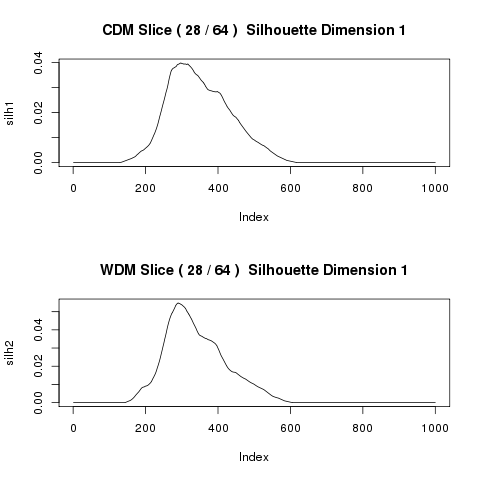 CDM Slice ( 28 / 64 )  Silhouette Dimension 1
silh1
0.04
0.02
0.00
0 200 400 600 800 1000
Index
WDM Slice ( 28 / 64 )  Silhouette Dimension 1
silh2
0.04
0.02
0.00
0 200 400 600 800 1000
Index